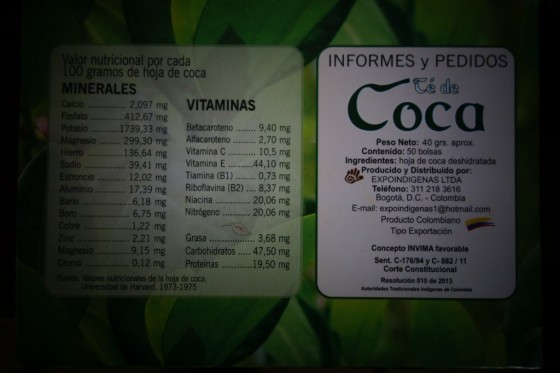 Valor nutricional por cada
100 gramos de hoja de coca
MINERALES
Calcio 2,097 mg
Fosfato 412,67 mg
Potasio 1739,33 mg
Magnesio 299,30 mg
Hierro 136,64 mg
Sodio 39,41 mg
Estroncio 12,02 mg
Aluminio 17,39 mg
Bario 6,18 mg
Boro 6,75 mg
Cobre 1,22 mg
Zinc 2,21 mg
Magnesio 9,15 mg
Cromo 0,12 mg
Fuente: Valores nutricionales de la hoja de coca,
Universidad de Harvard, 1973-1975
VITAMINAS
Betacaroteno 9,40 mg
Alfacaroteno 2,70 mg
Vitamina C 10,5 mg
Vitamina E 44,10 mg
Tiamina (B1) 0,73 mg
Riboflavina (B2) 8,37 mg
Niacina 20,06 mg
Nitrógeno 20,06 mg
Grasa 3,68 mg
Carbohidratos 47,50 mg
Proteínas 19,50 mg
INFORMES y PEDIDOS
Té de
Coca
Peso Neto: 40 grs. aprox.
Contenido: 50 bolsas
Ingredientes: hoja de coca deshidratada
Producido y Distribuido por:
EXPOINDIGENAS LTDA
Teléfono: 311 218 3616
Bogotá, D.C. - Colombia
E-mail: expoindigenas1@hotmail.com
Producto Colombiano
Tipo Exportación
Concepto INVIMA favorable
Sent. C-176/94 y C- 882 / 11
Corte Constitucional
Resolución 010 de 2013
Autoridades Tradicionales Indígenas de Colombia